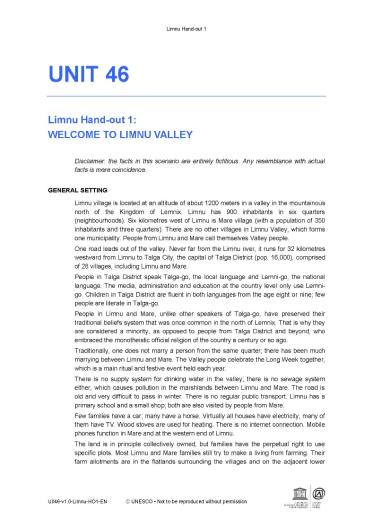 Limnu Hand-out 1
UNIT 46
Limnu Hand-out 1:
WELCOME TO LIMNU VALLEY
Disclaimer: the facts in this scenario are entirely fictitious. Any resemblance with actual
facts is mere coincidence.
GENERAL SETTING
Limnu village is located at an altitude of about 1200 meters in a valley in the mountainous
north of the Kingdom of Lemnix. Limnu has 900 inhabitants in six quarters
(neighbourhoods). Six kilometres west of Limnu is Mare village (with a population of 350
inhabitants and three quarters). There are no other villages in Limnu Valley, which forms
one municipality. People from Limnu and Mare call themselves Valley people.
One road leads out of the valley. Never far from the Limnu river, it runs for 32 kilometres
westward from Limnu to Talga City, the capital of Talga District (pop. 16,000), comprised
of 28 villages, including Limnu and Mare.
People in Talga District speak Talga-go, the local language and Lemni-go, the national
language. The media, administration and education at the country level only use Lemni-
go. Children in Talga District are fluent in both languages from the age eight or nine; few
people are literate in Talga-go.
People in Limnu and Mare, unlike other speakers of Talga-go, have preserved their
traditional beliefs system that was once common in the north of Lemnix. That is why they
are considered a minority, as opposed to people from Talga District and beyond, who
embraced the monotheistic official religion of the country a century or so ago.
Traditionally, one does not marry a person from the same quarter; there has been much
marrying between Limnu and Mare. The Valley people celebrate the Long Week together,
which is a main ritual and festive event held each year.
There is no supply system for drinking water in the valley; there is no sewage system
either, which causes pollution in the marshlands between Limnu and Mare. The road is
old and very difficult to pass in winter. There is no regular public transport. Limnu has a
primary school and a small shop; both are also visited by people from Mare.
Few families have a car; many have a horse. Virtually all houses have electricity, many of
them have TV. Wood stoves are used for heating. There is no internet connection. Mobile
phones function in Mare and at the western end of Limnu.
The land is in principle collectively owned, but families have the perpetual right to use
specific plots. Most Limnu and Mare families still try to make a living from farming. Their
farm allotments are in the flatlands surrounding the villages and on the adjacent lower
U046-v1.0-Limnu-HO1-EN © UNESCO • Not to be reproduced without permission